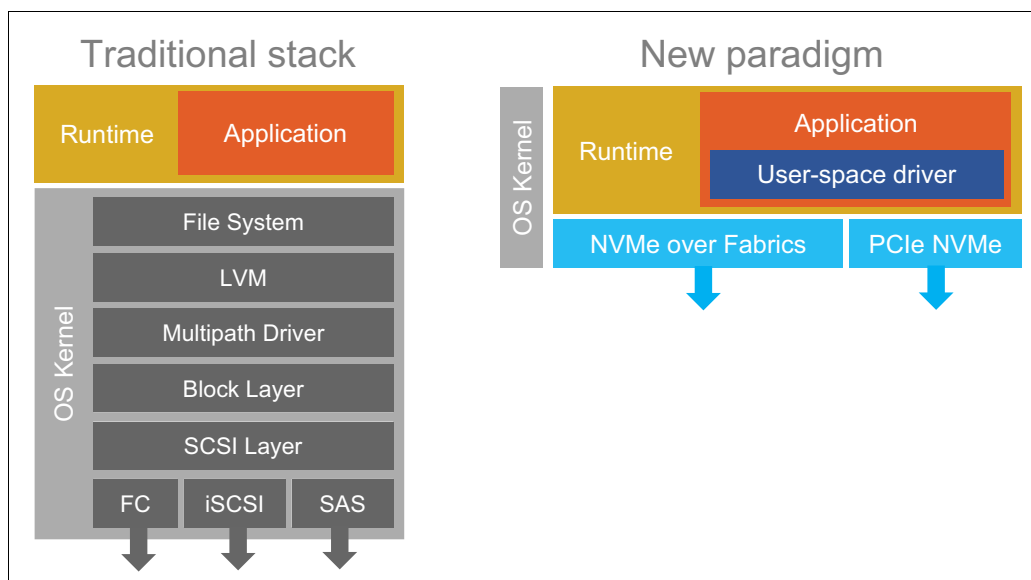 Traditional stack
Runtime
Application
OS Kernel
File System
LVM
Multipath Driver
Block Layer
SCSI Layer
FC
iSCSI
SAS
New paradigm
OS Kernel
Runtime
Application
User-space driver
NVMe over Fabrics
PCIe NVMe